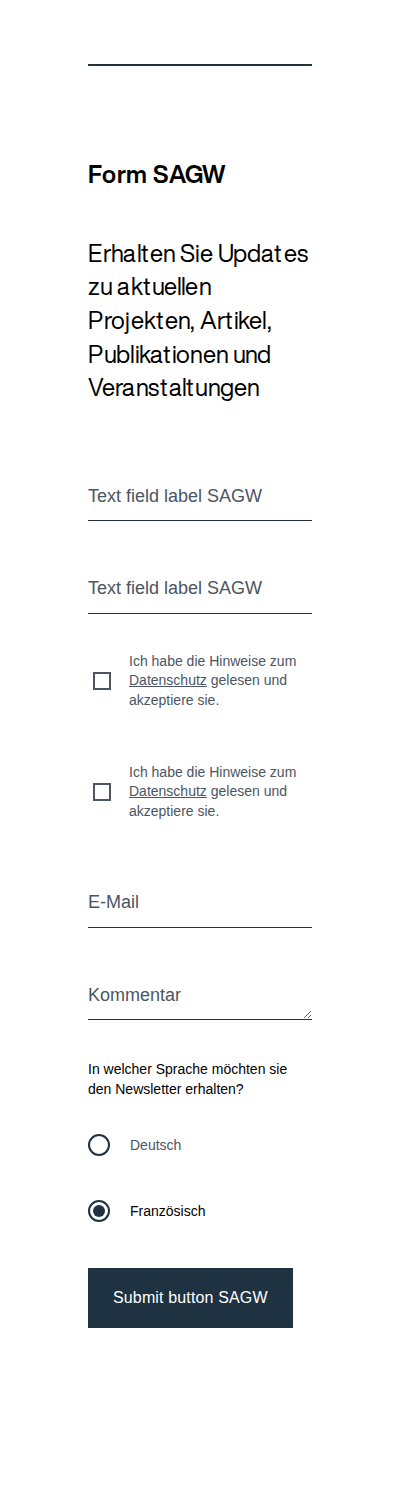 Form SAGW
Erhalten Sie Updates
zu aktuellen
Projekten, Artikel,
Publikationen und
Veranstaltungen
Text field label SAGW
Text field label SAGW
Ich habe die Hinweise zum
Datenschutz gelesen und
akzeptiere sie.
Ich habe die Hinweise zum
Datenschutz gelesen und
akzeptiere sie.
E-Mail
Kommentar
In welcher Sprache möchten sie
den Newsletter erhalten?
Deutsch
Französisch
Submit button SAGW